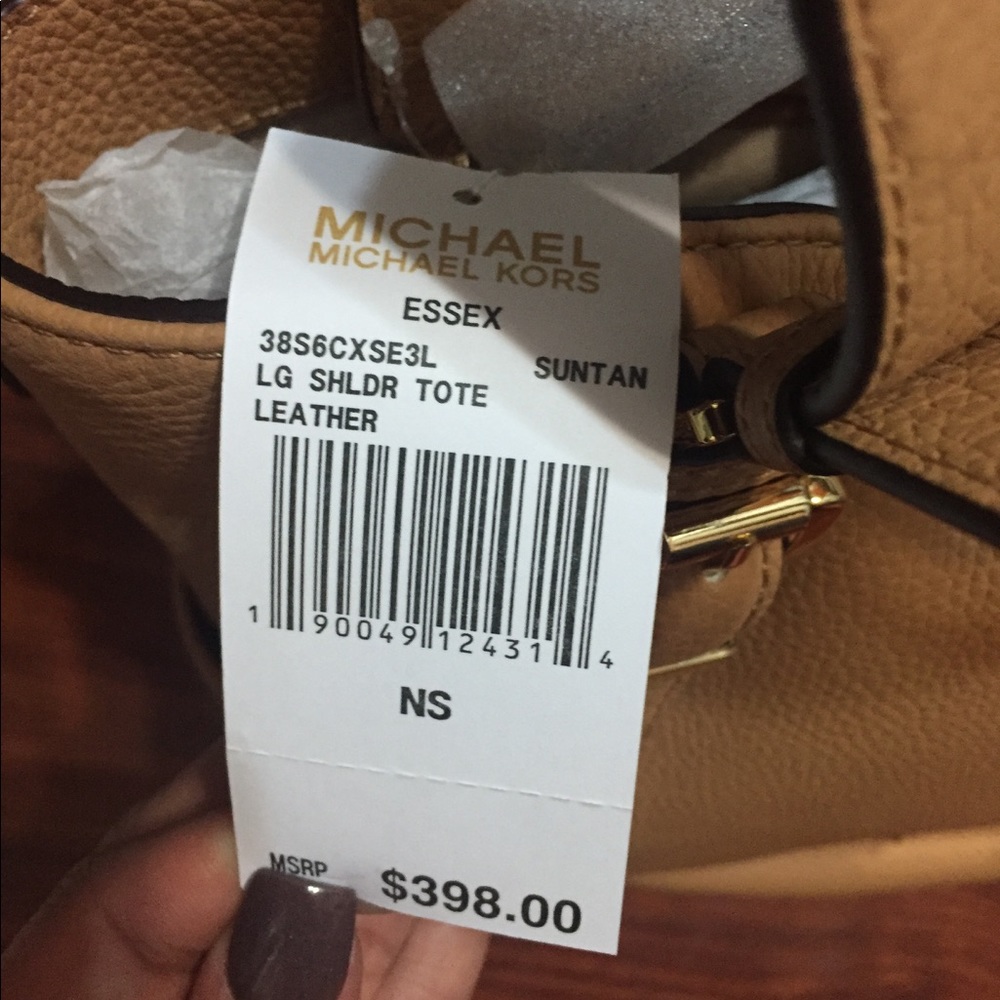 MICHAEL
MICHAEL KORS
ESSEX
38S6CXSE3L SUNTAN
LG SHLDR TOTE
LEATHER
1 90049 12431 4
NS
MSRP $398.00